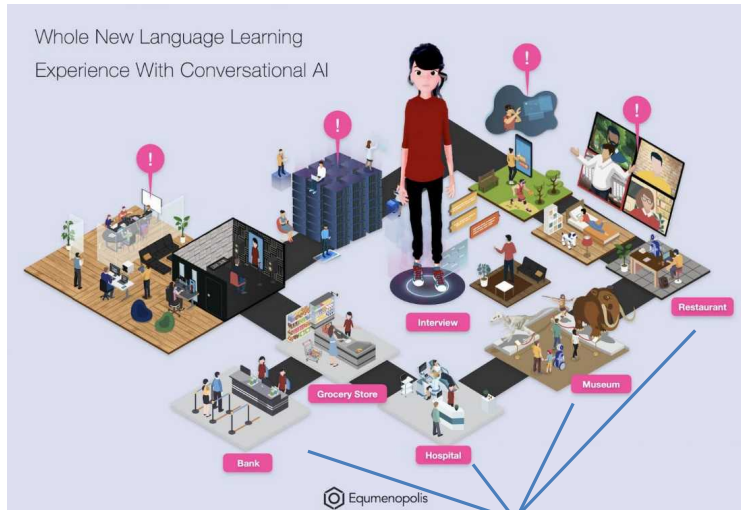 Whole New Language Learning
Experience With Conversational AI
!
!
!
!
Interview
Restaurant
Museum
Grocery Store
Hospital
Bank
Equmenopolis